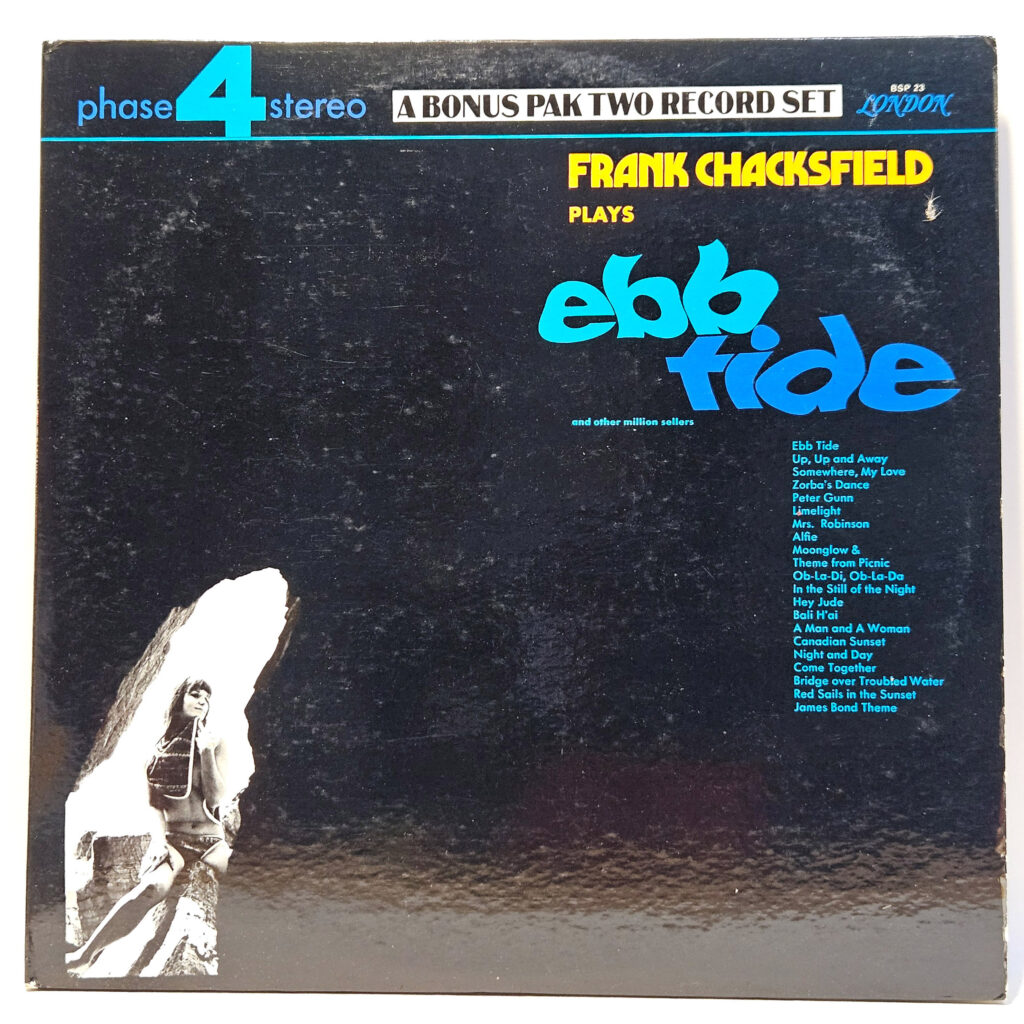 phase 4 stereo
A BONUS PAK TWO RECORD SET
BSP 23
LONDON
FRANK CHACKSFIELD
PLAYS
ebb
tide
and other million sellers
Ebb Tide
Up, Up and Away
Somewhere, My Love
Zorba's Dance
Peter Gunn
Limelight
Mrs. Robinson
Alfie
Moonglow &
Theme from Picnic
Ob-La-Di, Ob-La-Da
In the Still of the Night
Hey Jude
Bali H'ai
A Man and A Woman
Canadian Sunset
Night and Day
Come Together
Bridge over Troubled Water
Red Sails in the Sunset
James Bond Theme